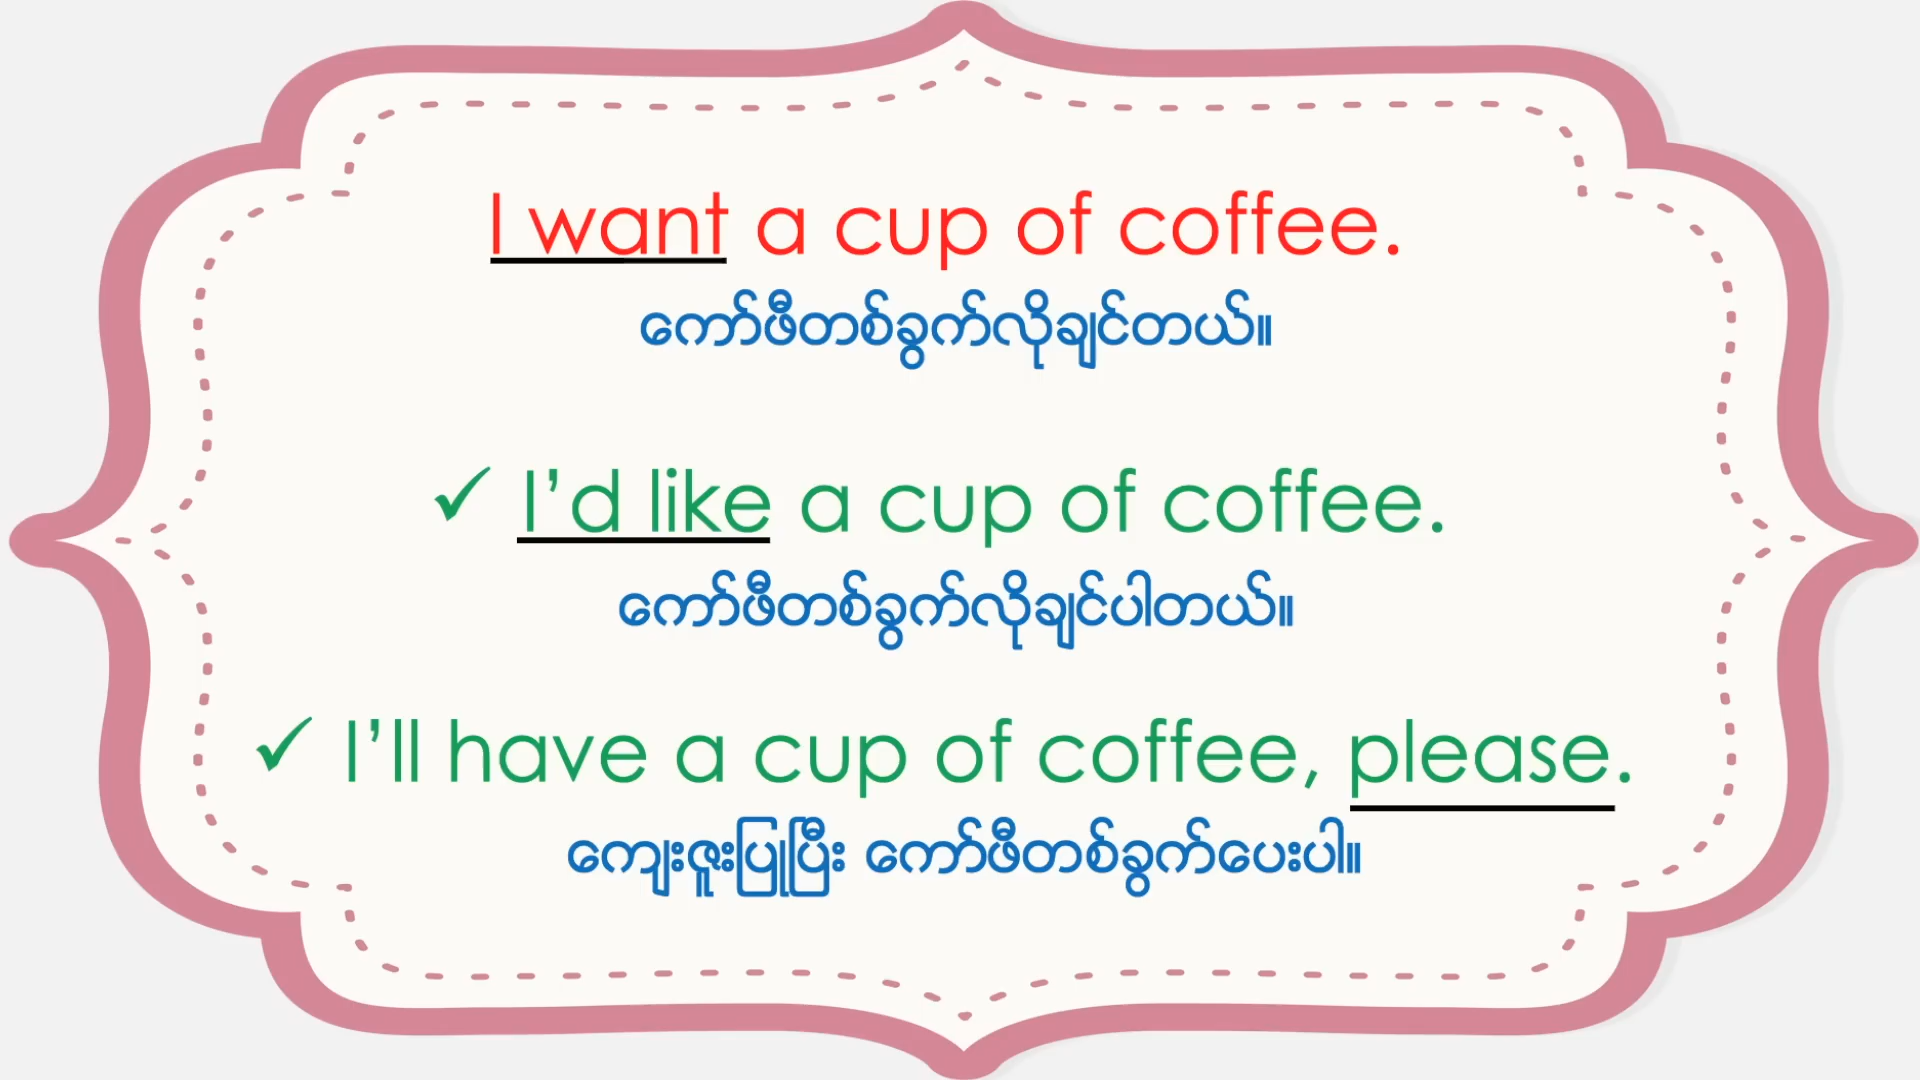 I want a cup of coffee.
ကော်ဖီတစ်ခွက်လိုချင်တယ်။
✓ I’d like a cup of coffee.
ကော်ဖီတစ်ခွက်လိုချင်ပါတယ်။
✓ I’ll have a cup of coffee, please.
ကျေးဇူးပြုပြီး ကော်ဖီတစ်ခွက်ပေးပါ။